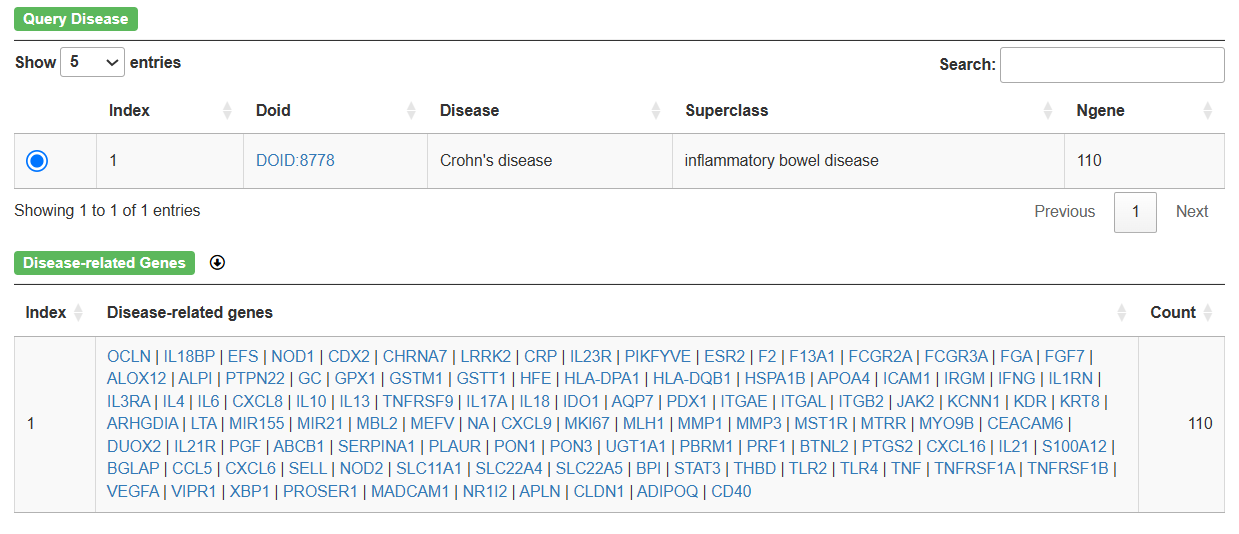 Query Disease
Show 5 entries Search:
Index Doid Disease Superclass Ngene
1 DOID:8778 Crohn's disease inflammatory bowel disease 110
Showing 1 to 1 of 1 entries Previous 1 Next
Disease-related Genes
Index Disease-related genes Count
OCLN | IL18BP | EFS | NOD1 | CDX2 | CHRNA7 | LRRK2 | CRP | IL23R | PIKFYVE | ESR2 | F2 | F13A1 | FCGR2A | FCGR3A | FGA | FGF7 |
ALOX12 | ALPI | PTPN22 | GC | GPX1 | GSTM1 | GSTT1 | HFE | HLA-DPA1 | HLA-DQB1 | HSPA1B | APOA4 | ICAM1 | IRGM | IFNG | IL1RN |
IL3RA | IL4 | IL6 | CXCL8 | IL10 | IL13 | TNFRSF9 | IL17A | IL18 | IDO1 | AQP7 | PDX1 | ITGAE | ITGAL | ITGB2 | JAK2 | KCNN1 | KDR | KRT8 |
1 ARHGDIA | LTA | MIR155 | MIR21 | MBL2 | MEFV | NA | CXCL9 | MKI67 | MLH1 | MMP1 | MMP3 | MST1R | MTRR | MYO9B | CEACAM6 | 110
DUOX2 | IL21R | PGF | ABCB1 | SERPINA1 | PLAUR | PON1 | PON3 | UGT1A1 | PBRM1 | PRF1 | BTNL2 | PTGS2 | CXCL16 | IL21 | S100A12 |
BGLAP | CCL5 | CXCL6 | SELL | NOD2 | SLC11A1 | SLC22A4 | SLC22A5 | BPI | STAT3 | THBD | TLR2 | TLR4 | TNF | TNFRSF1A | TNFRSF1B |
VEGFA | VIPR1 | XBP1 | PROSER1 | MADCAM1 | NR1I2 | APLN | CLDN1 | ADIPOQ | CD40